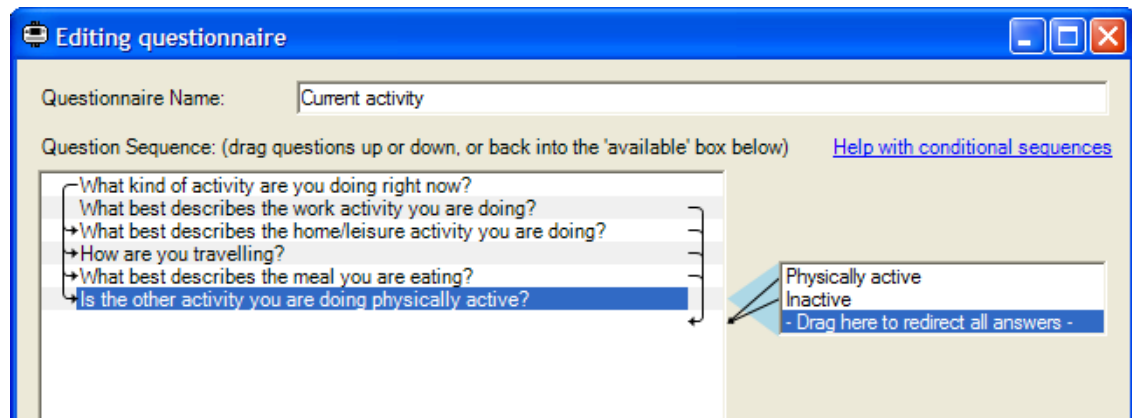 Editing questionnaire
Questionnaire Name: Current activity
Question Sequence: (drag questions up or down, or back into the 'available' box below) Help with conditional sequences
What kind of activity are you doing right now?
What best describes the work activity you are doing?
What best describes the home/leisure activity you are doing?
How are you travelling?
What best describes the meal you are eating?
Is the other activity you are doing physically active?
Physically active
Inactive
- Drag here to redirect all answers -